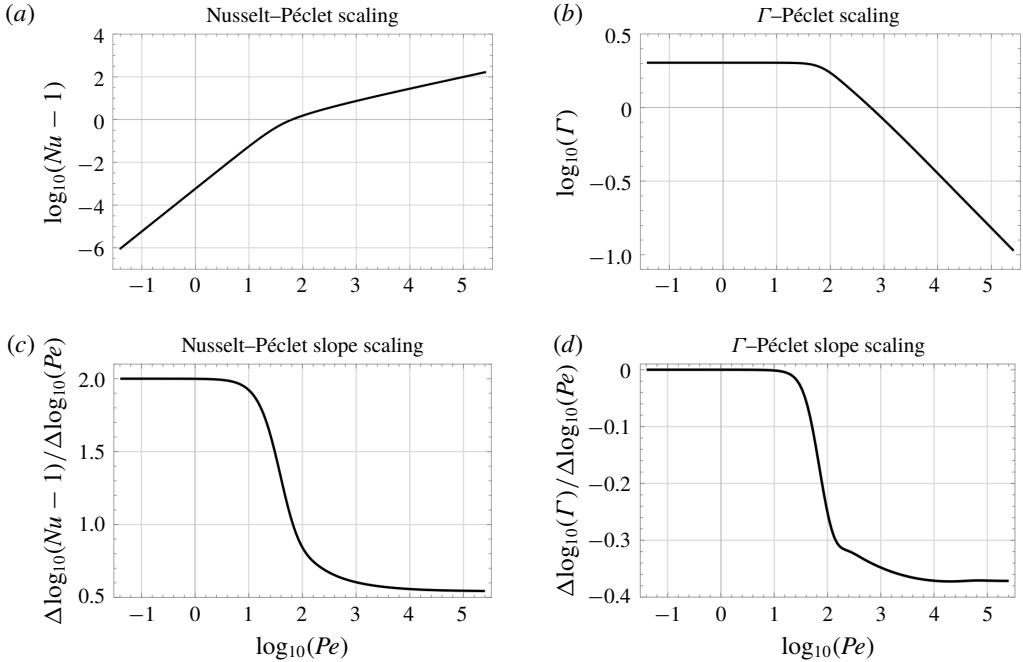 (a) Nusselt–Péclet scaling
4
2
0
−2
−4
−6
log10(Nu − 1)
−1 0 1 2 3 4 5
(b) Γ–Péclet scaling
0.5
0
−0.5
−1.0
log10(Γ)
−1 0 1 2 3 4 5
(c) Nusselt–Péclet slope scaling
2.0
1.5
1.0
0.5
Δlog10(Nu − 1)/Δlog10(Pe)
−1 0 1 2 3 4 5
log10(Pe)
(d) Γ–Péclet slope scaling
0
−0.1
−0.2
−0.3
−0.4
Δlog10(Γ)/Δlog10(Pe)
−1 0 1 2 3 4 5
log10(Pe)